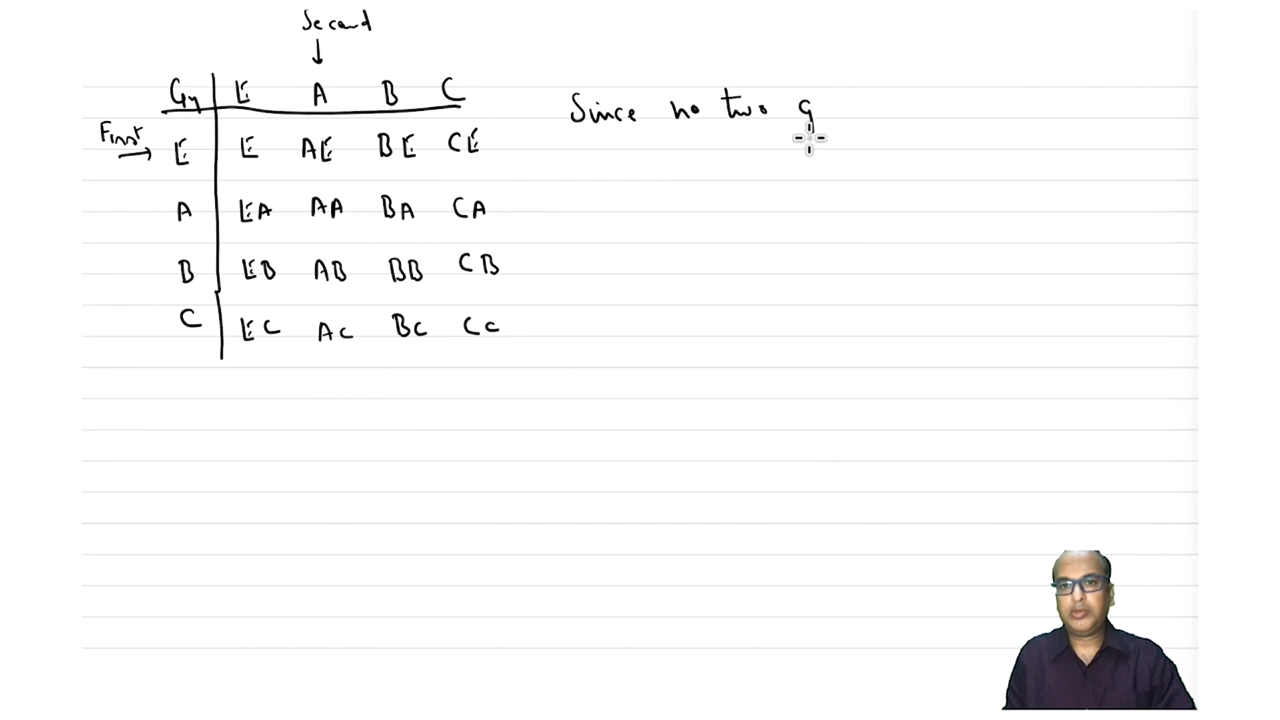 Second
↓
G₄ E A B C
First → E E AE BE CE
A EA AA BA CA
B EB AB BB CB
C EC AC BC CC
Since no two g